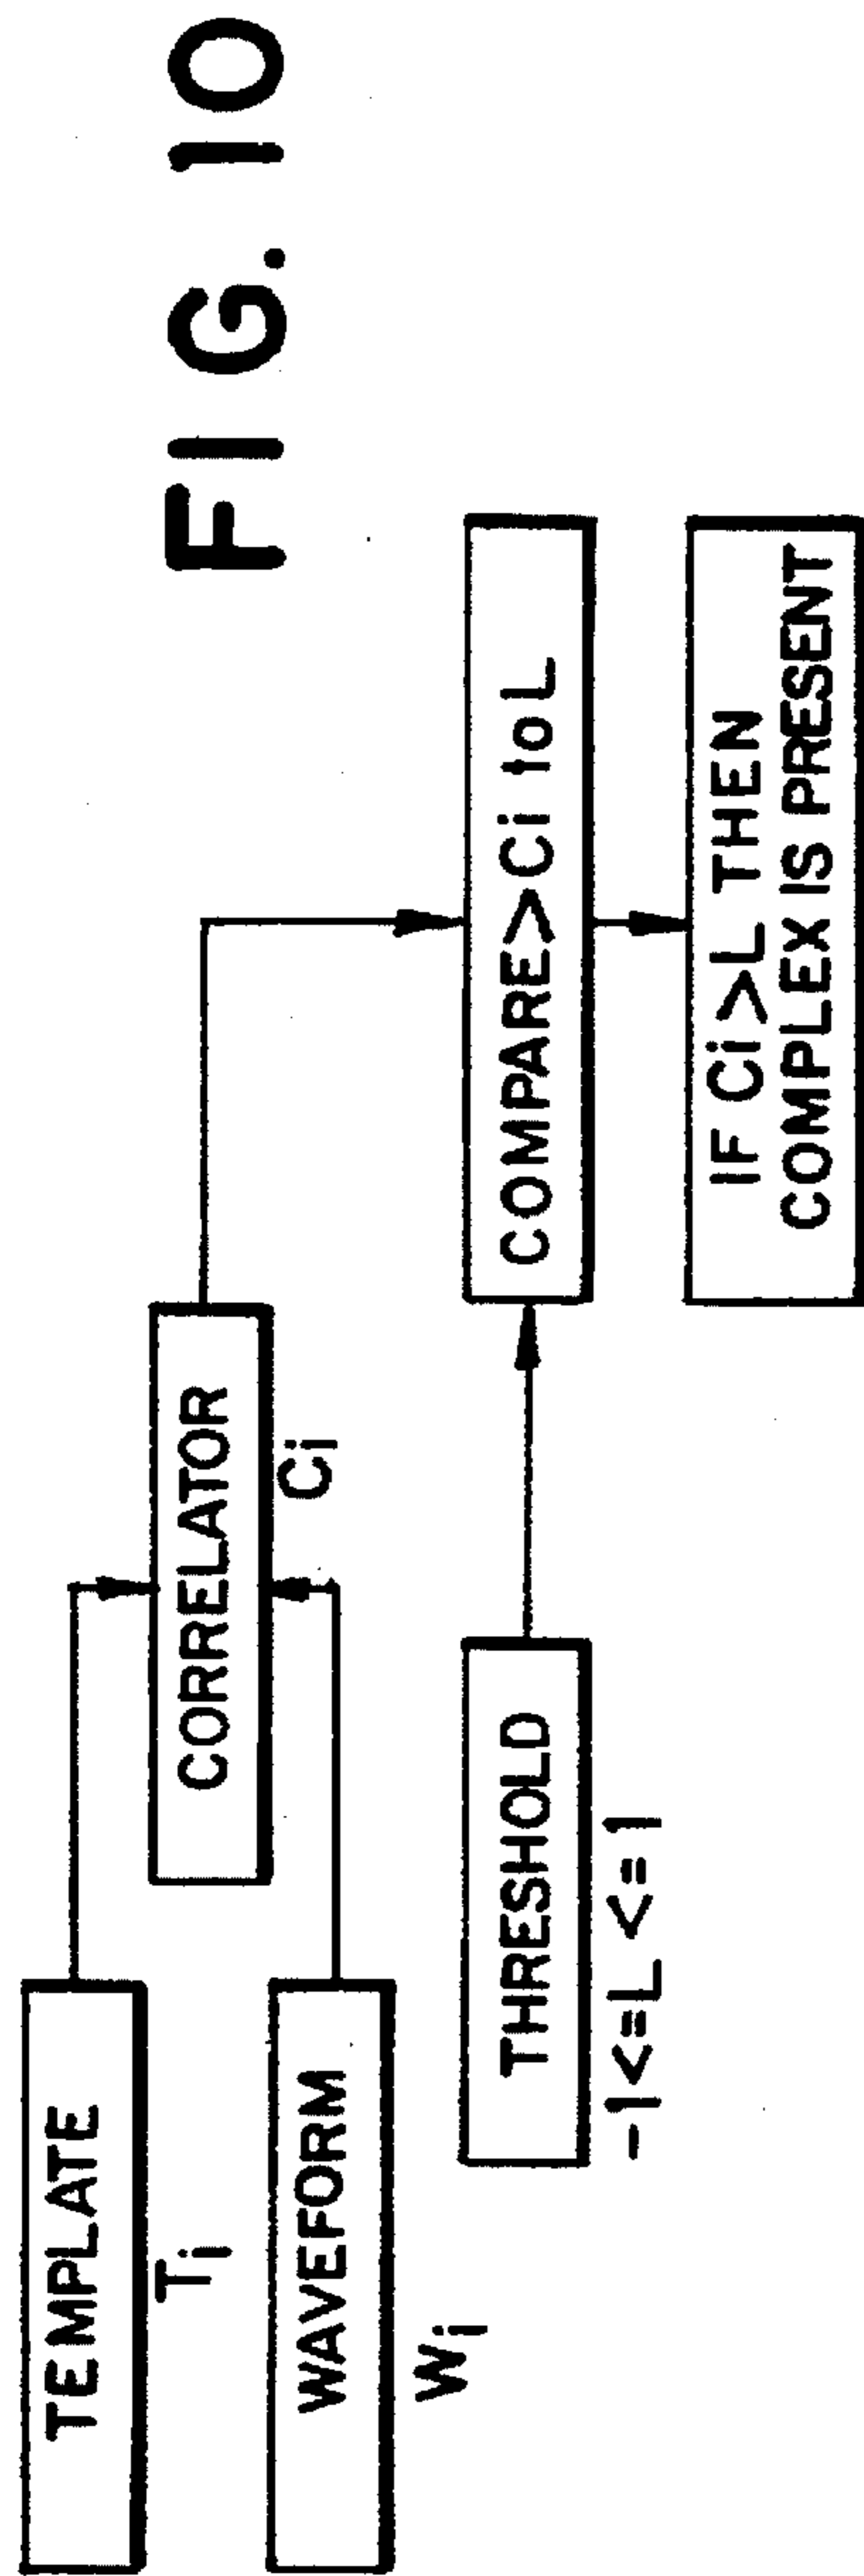 FIG. 10
TEMPLATE
Ti
WAVEFORM
Wi
CORRELATOR
Ci
THRESHOLD
-1<=L <=1
COMPARE>Ci to L
IF Ci>L THEN
COMPLEX IS PRESENT